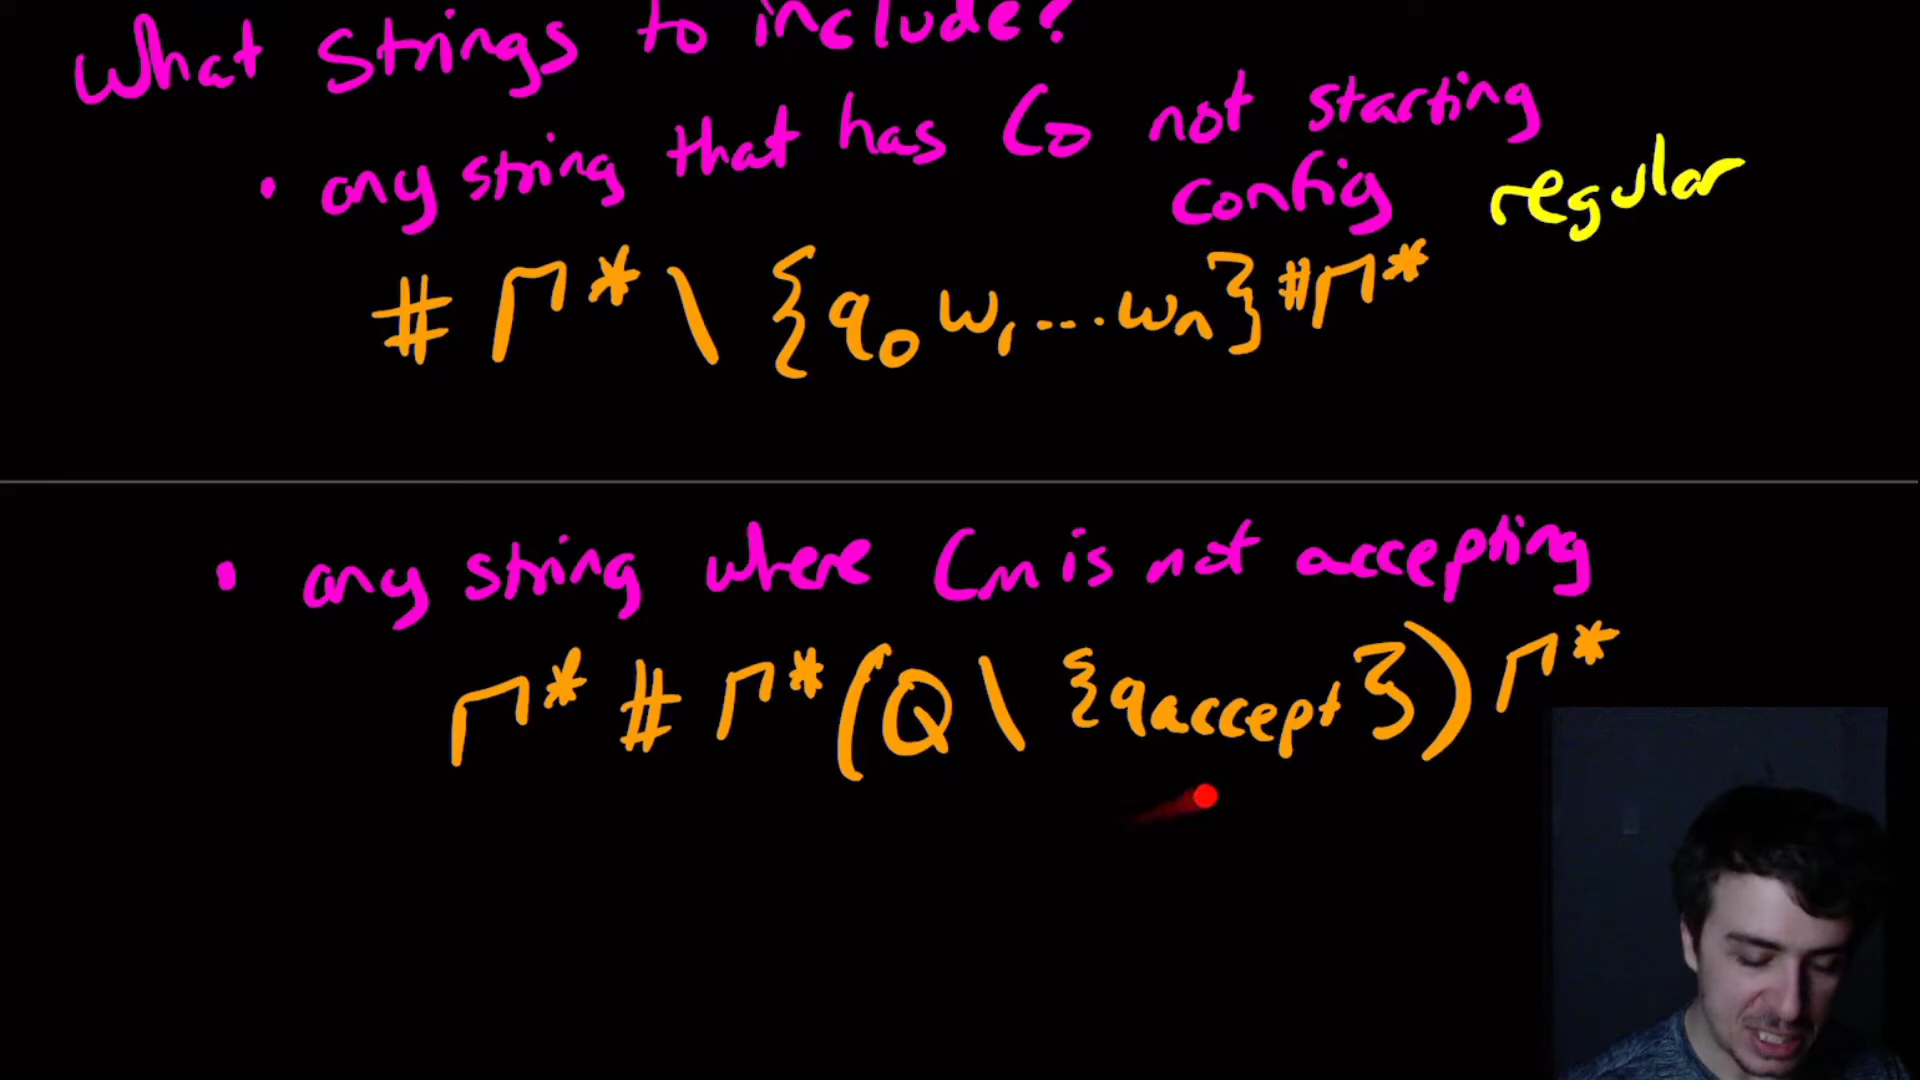 What Strings to include?
• any string that has C0 not starting
config regular
# Γ* \ {q0 w1...wn} # Γ*
• any string where Cm is not accepting
Γ* # Γ* (Q \ {qaccept}) Γ*